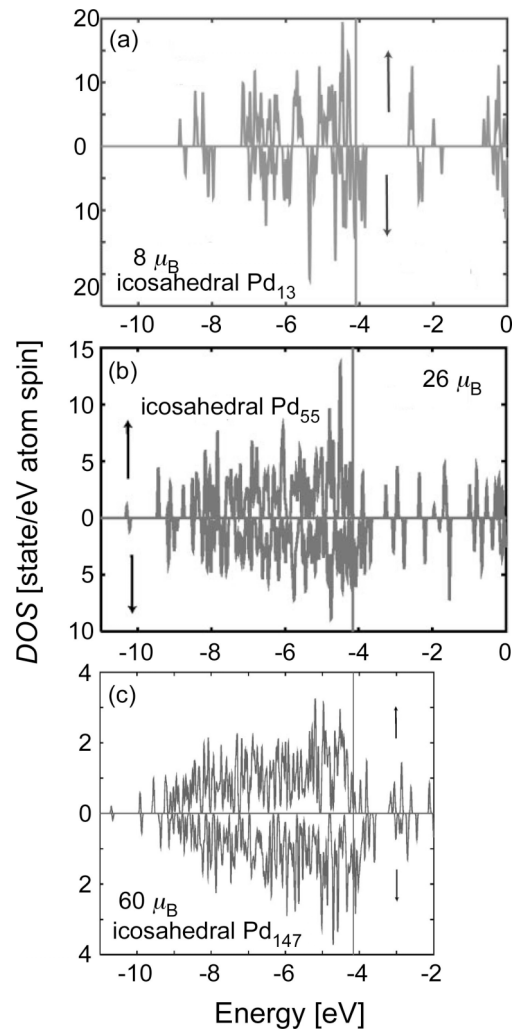 DOS [state/eV atom spin]
(a)
20
10
0
10
20
8 μB
icosahedral Pd13
-10 -8 -6 -4 -2 0
(b)
15
10
5
0
5
10
icosahedral Pd55
26 μB
-10 -8 -6 -4 -2 0
(c)
4
2
0
2
4
60 μB
icosahedral Pd147
-10 -8 -6 -4 -2
Energy [eV]